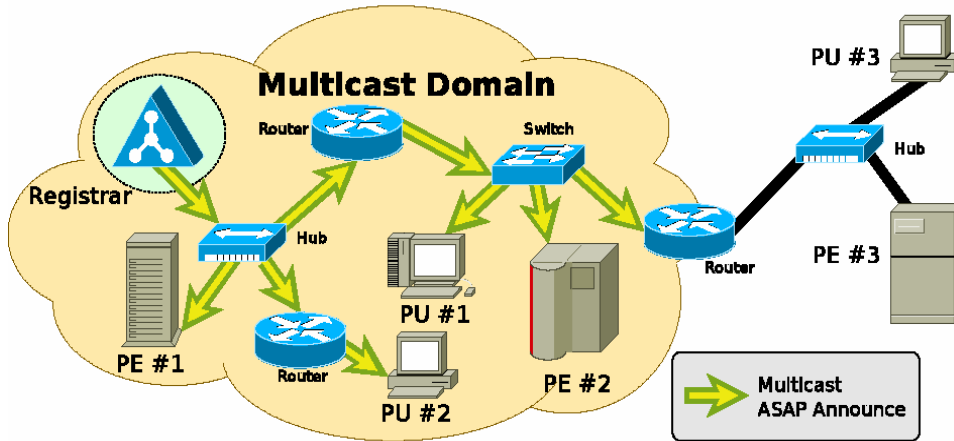 PU #3
Multicast Domain
Router
Switch
Hub
Registrar
Hub
PE #3
Router
PU #1
PE #1
Router
PE #2
PU #2
Multicast
ASAP Announce